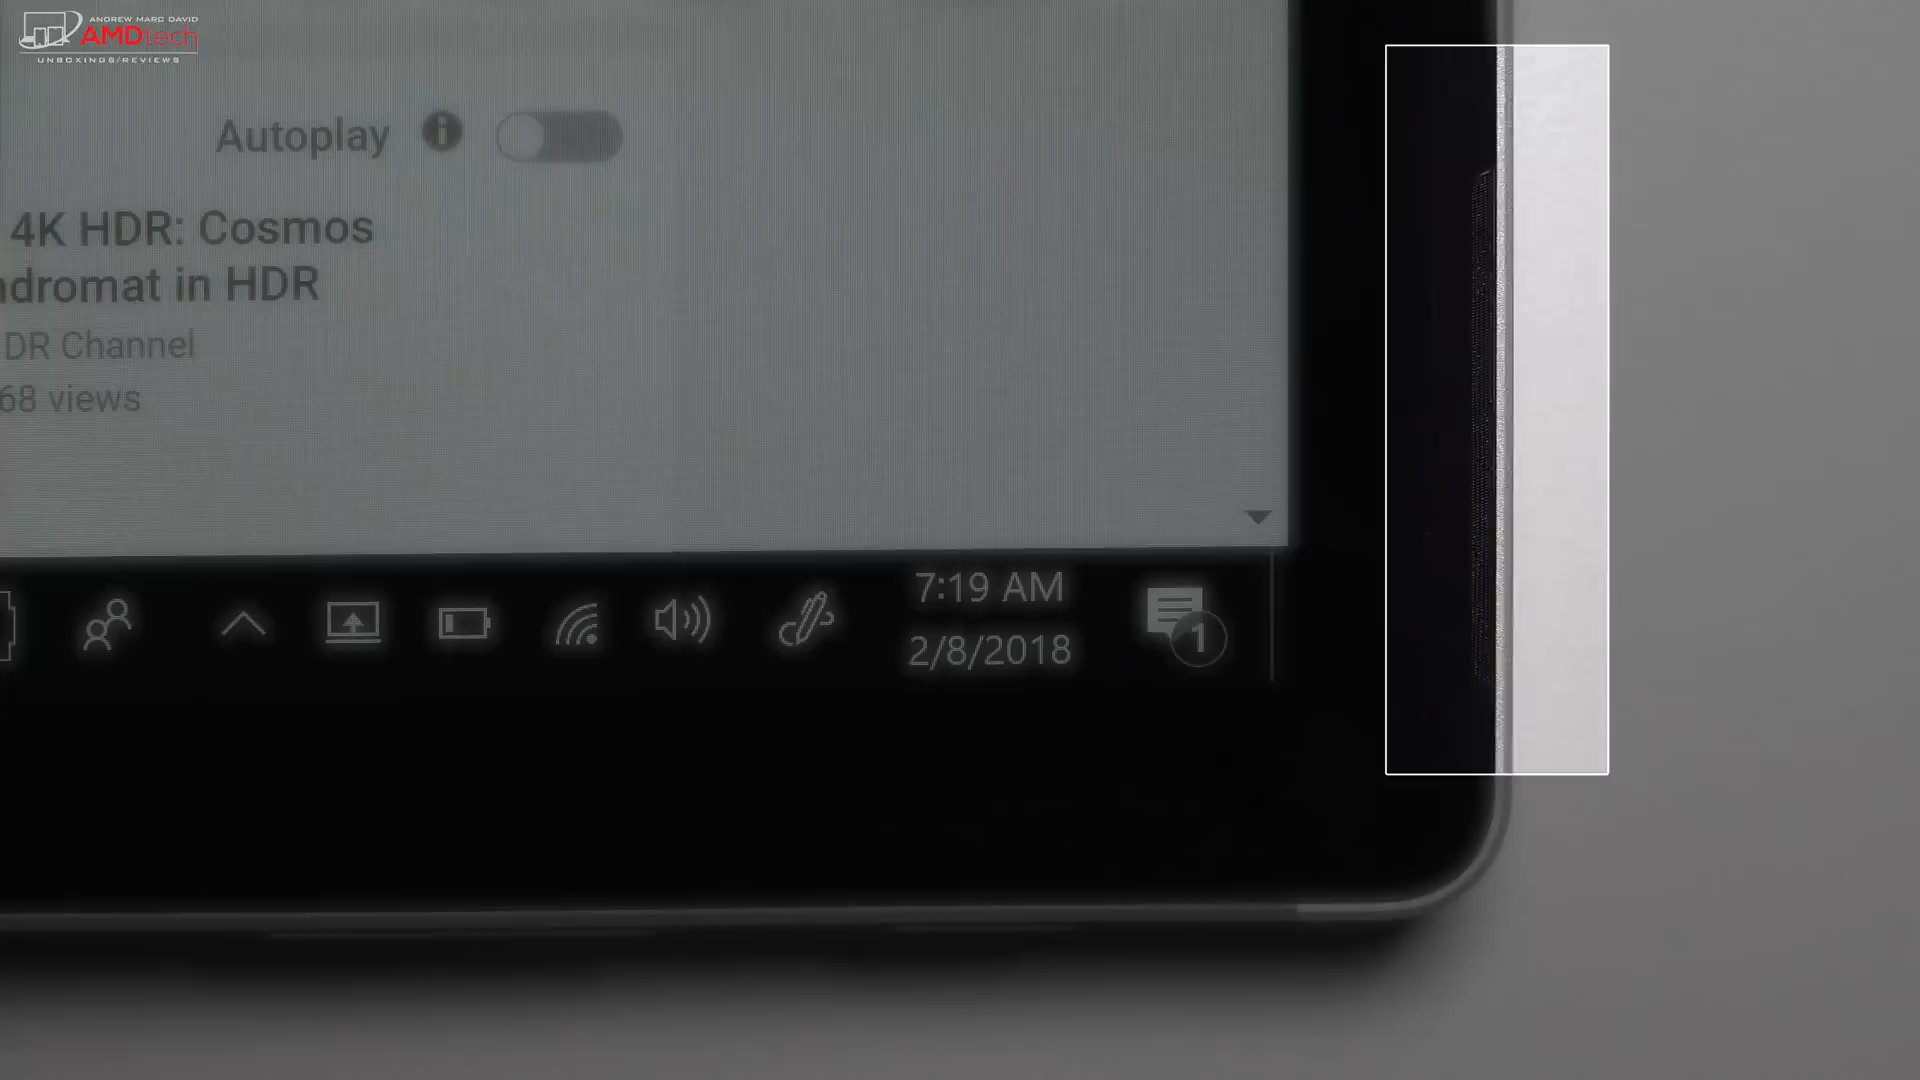 ANDREW MARC DAVID
AMDtech
UNBOXINGS/REVIEWS
Autoplay
4K HDR: Cosmos
ndromat in HDR
DR Channel
68 views
7:19 AM
2/8/2018
1